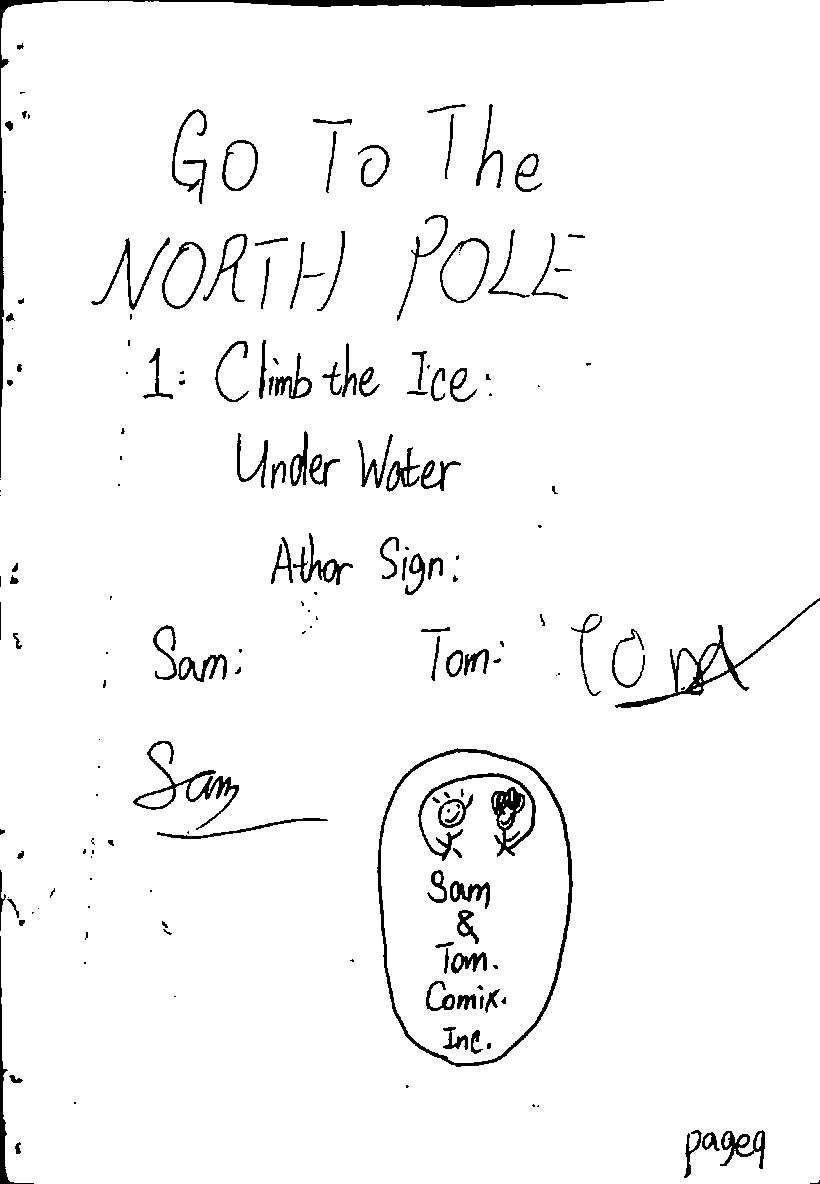 Go To The
NORTH POLE
1: Climb the Ice:
Under Water
Athor Sign:
Sam: Tom: Tom
Sam
Sam
&
Tom.
Comix.
Inc.
page9